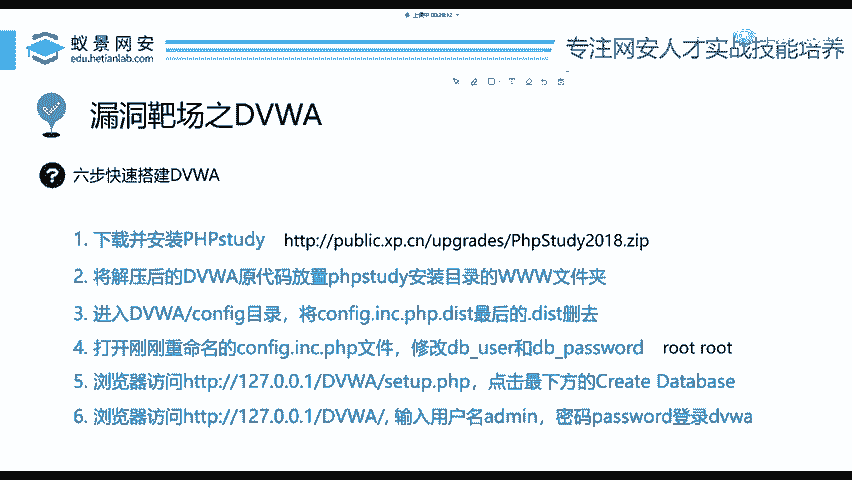 蚁景网安
edu.hetianlab.com
专注网安人才实战技能培养
漏洞靶场之DVWA
六步快速搭建DVWA
1. 下载并安装PHPstudy http://public.xp.cn/upgrades/PhpStudy2018.zip
2. 将解压后的DVWA原代码放置phpstudy安装目录的WWW文件夹
3. 进入DVWA/config目录，将config.inc.php.dist最后的.dist删去
4. 打开刚刚重命名的config.inc.php文件，修改db_user和db_password root root
5. 浏览器访问http://127.0.0.1/DVWA/setup.php，点击最下方的Create Database
6. 浏览器访问http://127.0.0.1/DVWA/, 输入用户名admin，密码password登录dvwa